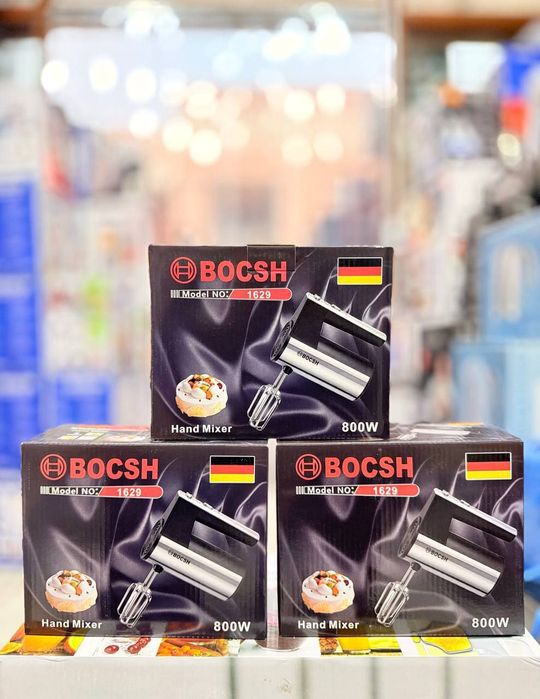 BOCSH
Model NO: 1629
BOCSH
Hand Mixer
800W
BOCSH
Model NO: 1629
BOCSH
Hand Mixer
800W
BOCSH
Model NO: 1629
BOCSH
Hand Mixer
800W